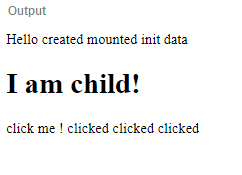 Output
Hello created mounted init data
I am child!
click me ! clicked clicked clicked